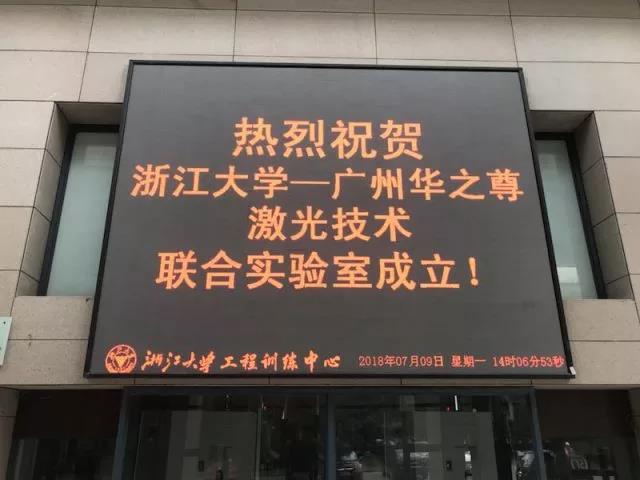 热烈祝贺
浙江大学—广州华之尊
激光技术
联合实验室成立!
浙江大学工程训练中心 2018年07月09日 星期一 14时06分53秒